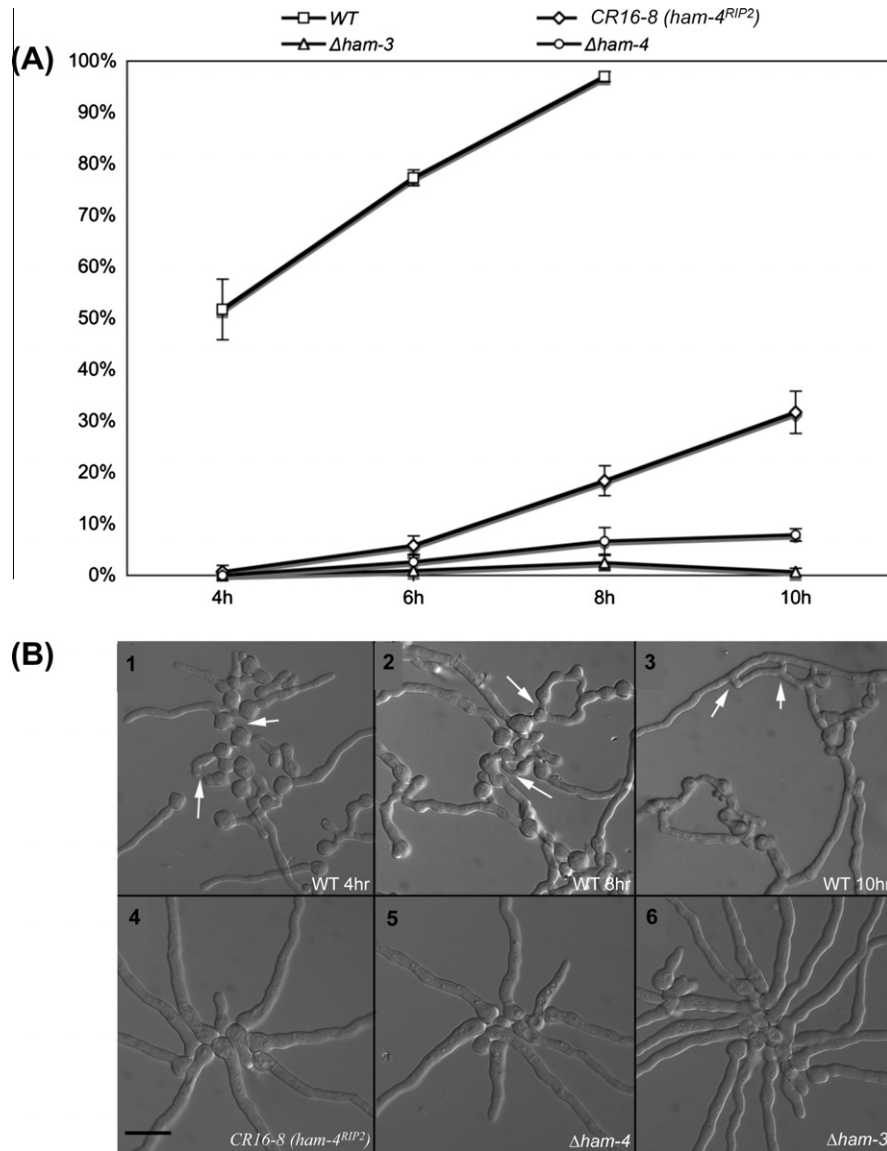 WT
CR16-8 (ham-4RIP2)
Δham-3
Δham-4
(A)
100%
90%
80%
70%
60%
50%
40%
30%
20%
10%
0%
4h
6h
8h
10h
(B)
1
WT 4hr
2
WT 8hr
3
WT 10hr
4
CR16-8 (ham-4RIP2)
5
Δham-4
6
Δham-3